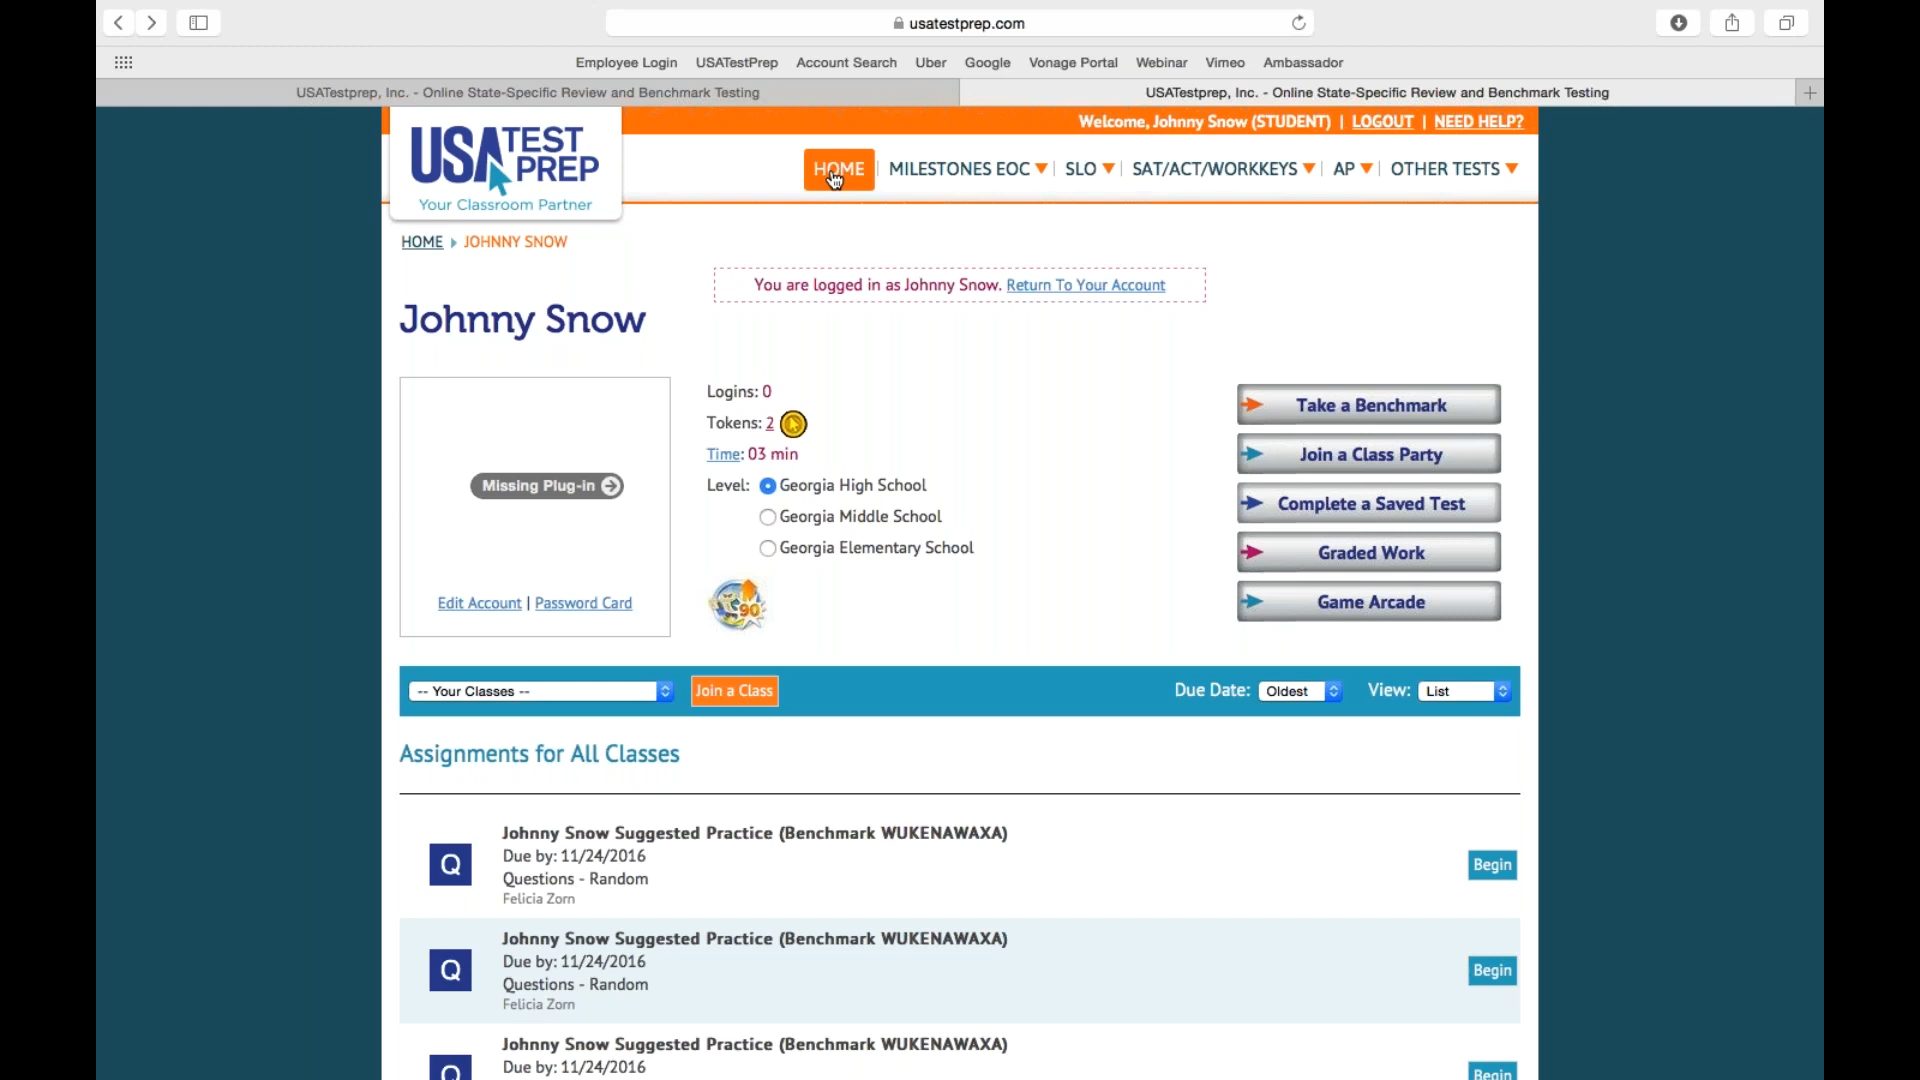 usatestprep.com
Employee Login USATestPrep Account Search Uber Google Vonage Portal Webinar Vimeo Ambassador
USATestprep, Inc. - Online State-Specific Review and Benchmark Testing
USATestprep, Inc. - Online State-Specific Review and Benchmark Testing
Welcome, Johnny Snow (STUDENT) | LOGOUT | NEED HELP?
USA TEST PREP
Your Classroom Partner
HOME MILESTONES EOC SLO SAT/ACT/WORKKEYS AP OTHER TESTS
HOME JOHNNY SNOW
You are logged in as Johnny Snow. Return To Your Account
Johnny Snow
Missing Plug-in
Edit Account | Password Card
Logins: 0
Tokens: 2
Time: 03 min
Level: Georgia High School
Georgia Middle School
Georgia Elementary School
90
Take a Benchmark
Join a Class Party
Complete a Saved Test
Graded Work
Game Arcade
-- Your Classes -- Join a Class Due Date: Oldest View: List
Assignments for All Classes
Q
Johnny Snow Suggested Practice (Benchmark WUKENAWAXA)
Due by: 11/24/2016
Questions - Random
Felicia Zorn
Begin
Q
Johnny Snow Suggested Practice (Benchmark WUKENAWAXA)
Due by: 11/24/2016
Questions - Random
Felicia Zorn
Begin
Q
Johnny Snow Suggested Practice (Benchmark WUKENAWAXA)
Due by: 11/24/2016
Begin